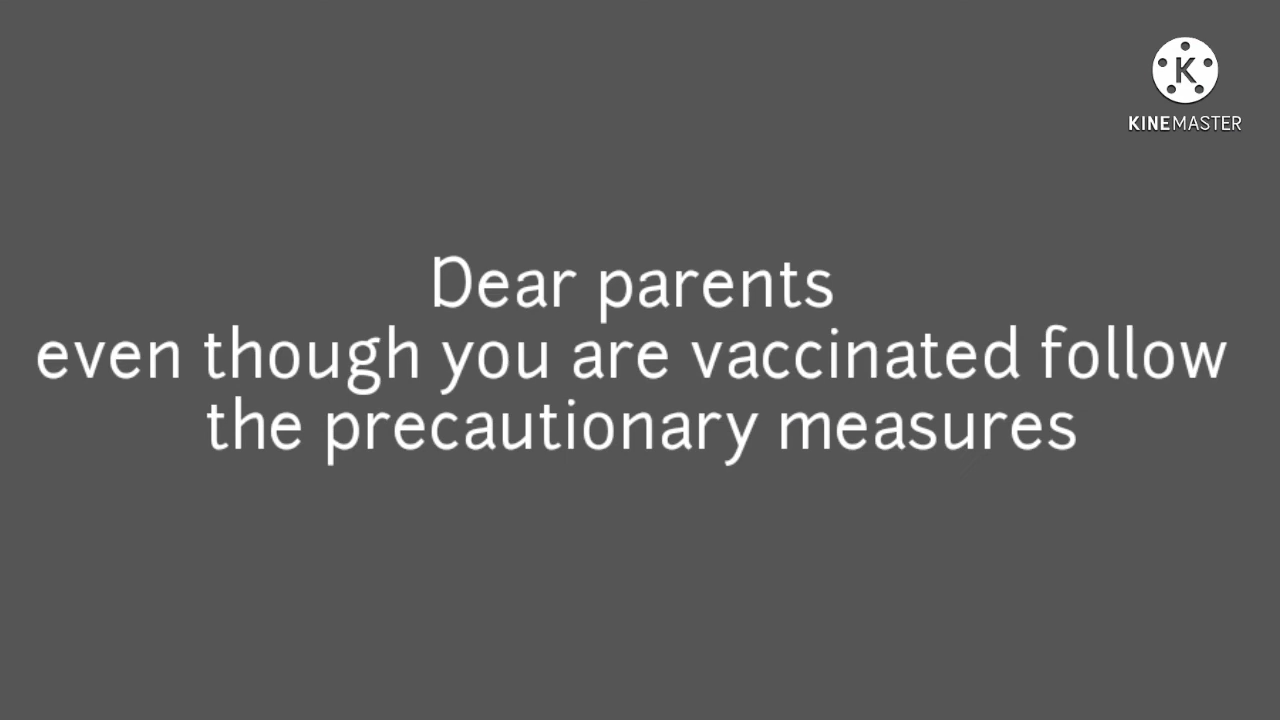 K
KINEMASTER
Dear parents
even though you are vaccinated follow
the precautionary measures